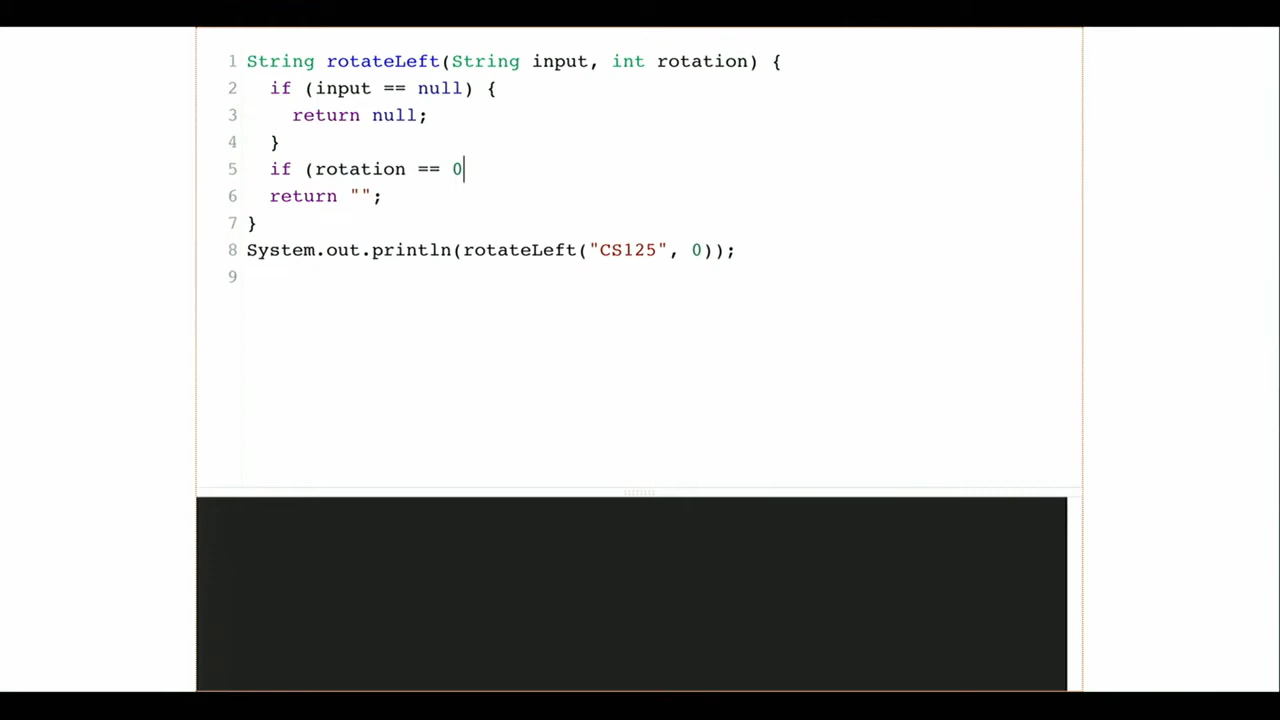 1 String rotateLeft(String input, int rotation) {
2   if (input == null) {
3     return null;
4   }
5   if (rotation == 0
6   return "";
7 }
8 System.out.println(rotateLeft("CS125", 0));
9